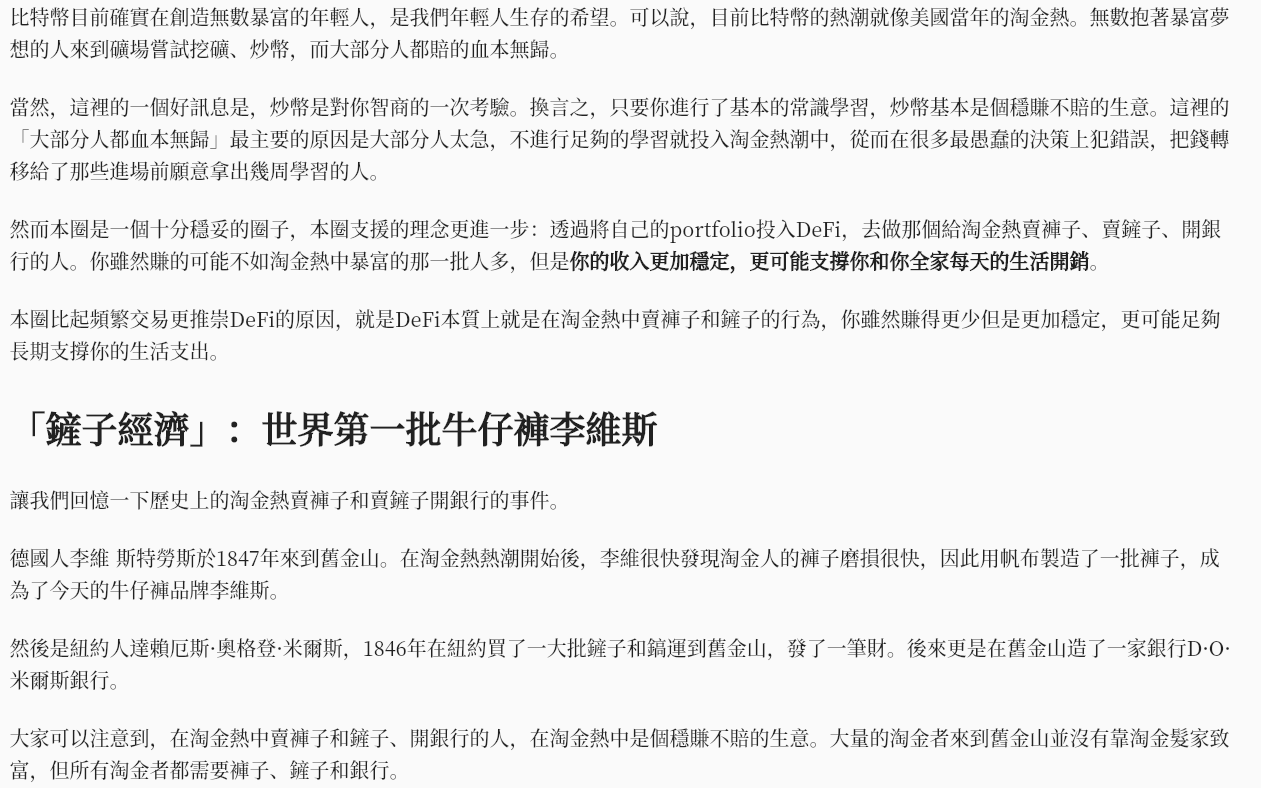 比特幣目前確實在創造無數暴富的年輕人，是我們年輕人生存的希望。可以說，目前比特幣的熱潮就像美國當年的淘金熱。無數抱著暴富夢
想的人來到礦場嘗試挖礦、炒幣，而大部分人都賠的血本無歸。
當然，這裡的一個好訊息是，炒幣是對你智商的一次考驗。換言之，只要你進行了基本的常識學習，炒幣基本是個穩賺不賠的生意。這裡的
「大部分人都血本無歸」最主要的原因是大部分人太急，不進行足夠的學習就投入淘金熱潮中，從而在很多最愚蠢的決策上犯錯誤，把錢轉
移給了那些進場前願意拿出幾周學習的人。
然而本圈是一個十分穩妥的圈子，本圈支援的理念更進一步：透過將自己的portfolio投入DeFi，去做那個給淘金熱賣褲子、賣鏟子、開銀
行的人。你雖然賺的可能不如淘金熱中暴富的那一批人多，但是你的收入更加穩定，更可能支撐你和你全家每天的生活開銷。
本圈比起頻繁交易更推崇DeFi的原因，就是DeFi本質上就是在淘金熱中賣褲子和鏟子的行為，你雖然賺得更少但是更加穩定，更可能足夠
長期支撐你的生活支出。
「鏟子經濟」：世界第一批牛仔褲李維斯
讓我們回憶一下歷史上的淘金熱賣褲子和賣鏟子開銀行的事件。
德國人李維 斯特勞斯於1847年來到舊金山。在淘金熱熱潮開始後，李維很快發現淘金人的褲子磨損很快，因此用帆布製造了一批褲子，成
為了今天的牛仔褲品牌李維斯。
然後是紐約人達賴厄斯·奧格登·米爾斯，1846年在紐約買了一大批鏟子和鎬運到舊金山，發了一筆財。後來更是在舊金山造了一家銀行D·O·
米爾斯銀行。
大家可以注意到，在淘金熱中賣褲子和鏟子、開銀行的人，在淘金熱中是個穩賺不賠的生意。大量的淘金者來到舊金山並沒有靠淘金髮家致
富，但所有淘金者都需要褲子、鏟子和銀行。